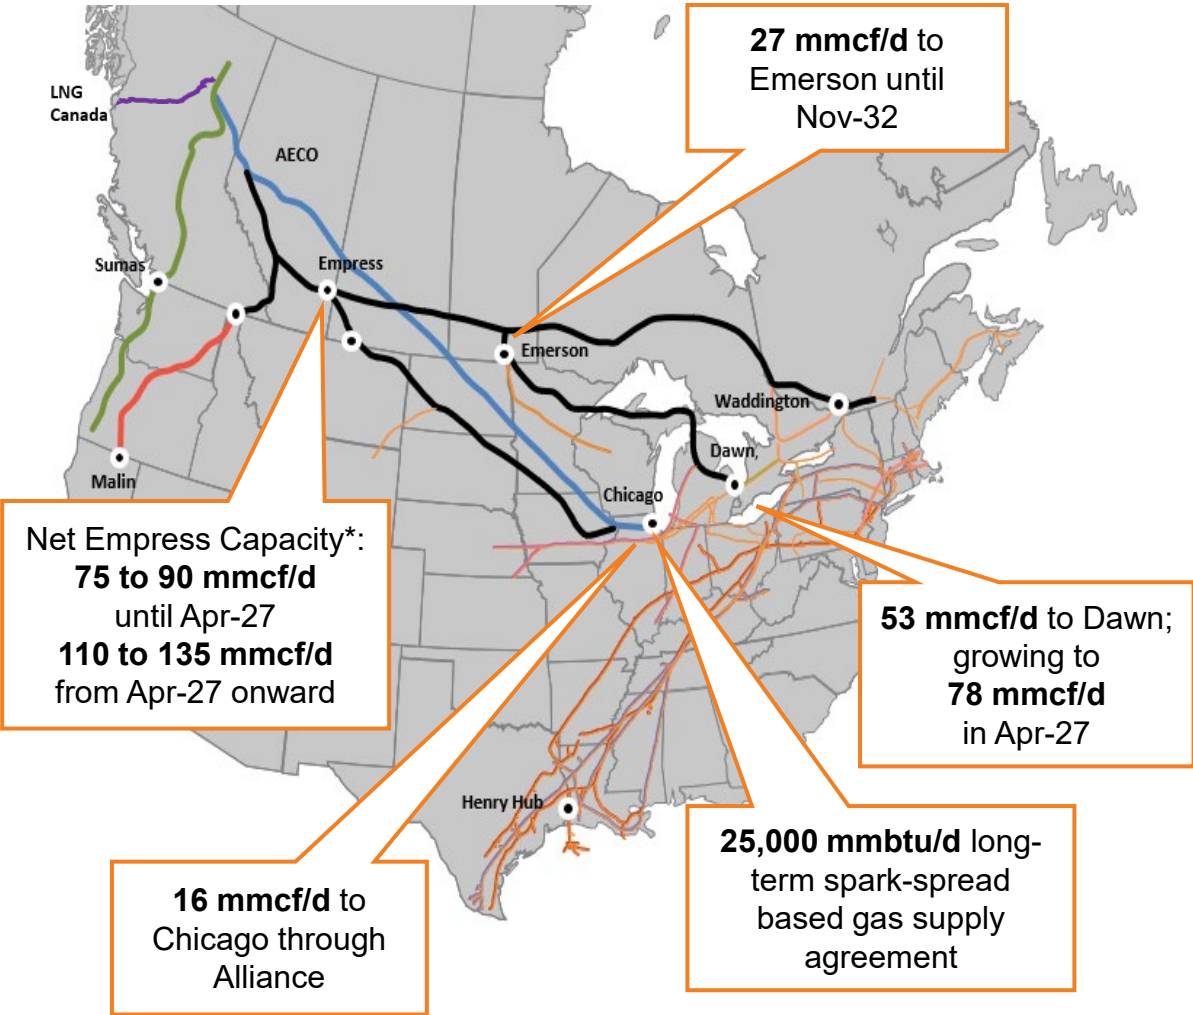 27 mmcf/d to
Emerson until
Nov-32
LNG
Canada
AECO
Sumas
Empress
Emerson
Waddington
Malin
Dawn,
Chicago
Net Empress Capacity*:
75 to 90 mmcf/d
until Apr-27
110 to 135 mmcf/d
from Apr-27 onward
53 mmcf/d to Dawn;
growing to
78 mmcf/d
in Apr-27
Henry Hub
25,000 mmbtu/d long-
term spark-spread
based gas supply
agreement
16 mmcf/d to
Chicago through
Alliance